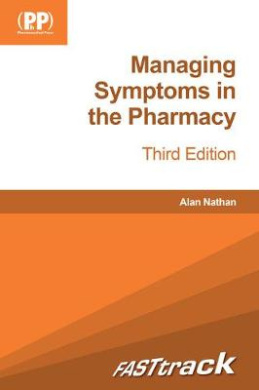 (PP)
Managing
Symptoms in
the Pharmacy
Third Edition
Alan Nathan
FASTtrack